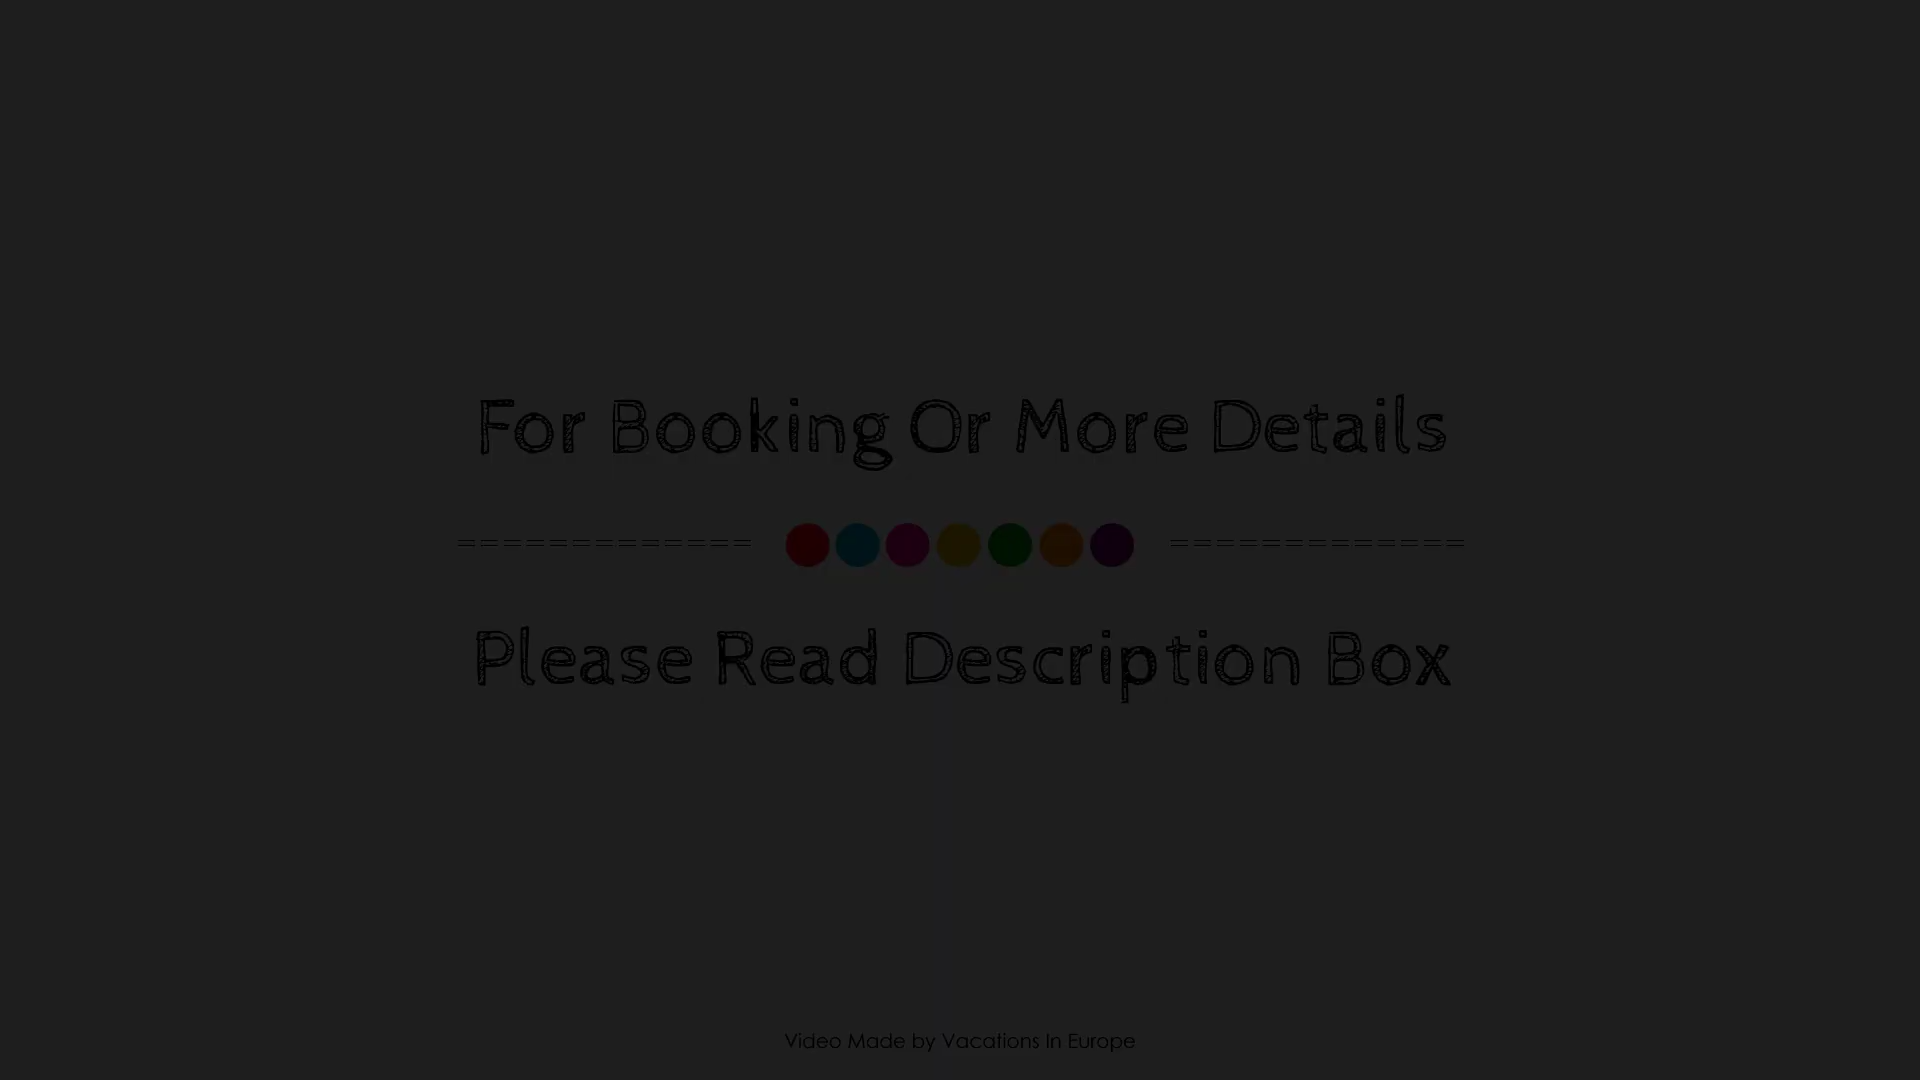 For Booking Or More Details
============= =============
Please Read Description Box
Video Made by Vacations In Europe